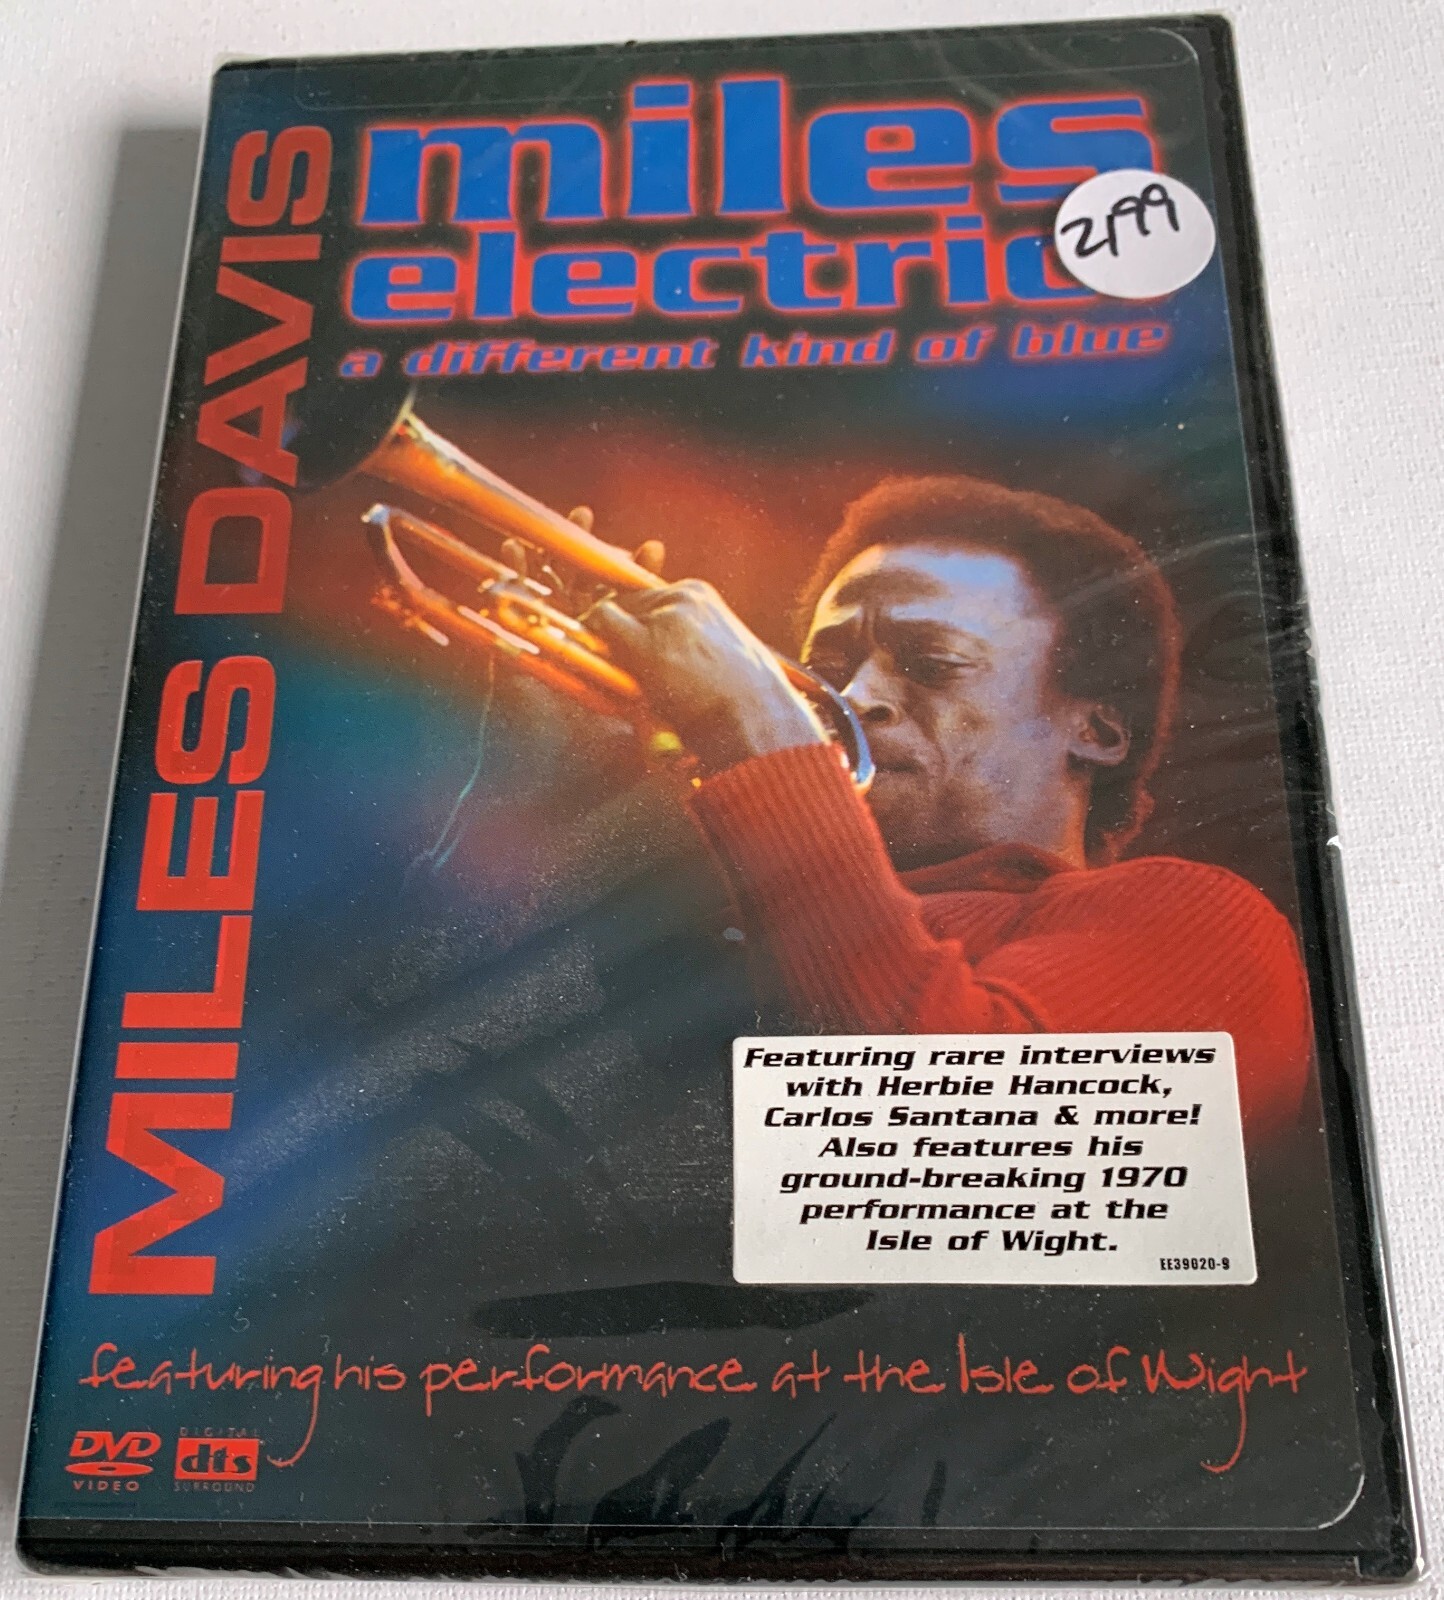 MILES DAVIS
miles
electric
a different kind of blue
2199
Featuring rare interviews
with Herbie Hancock,
Carlos Santana & more!
Also features his
ground-breaking 1970
performance at the
Isle of Wight.
EE39020-9
featuring his performance at the Isle of Wight
DVD
VIDEO
DIGITAL
dts
SURROUND